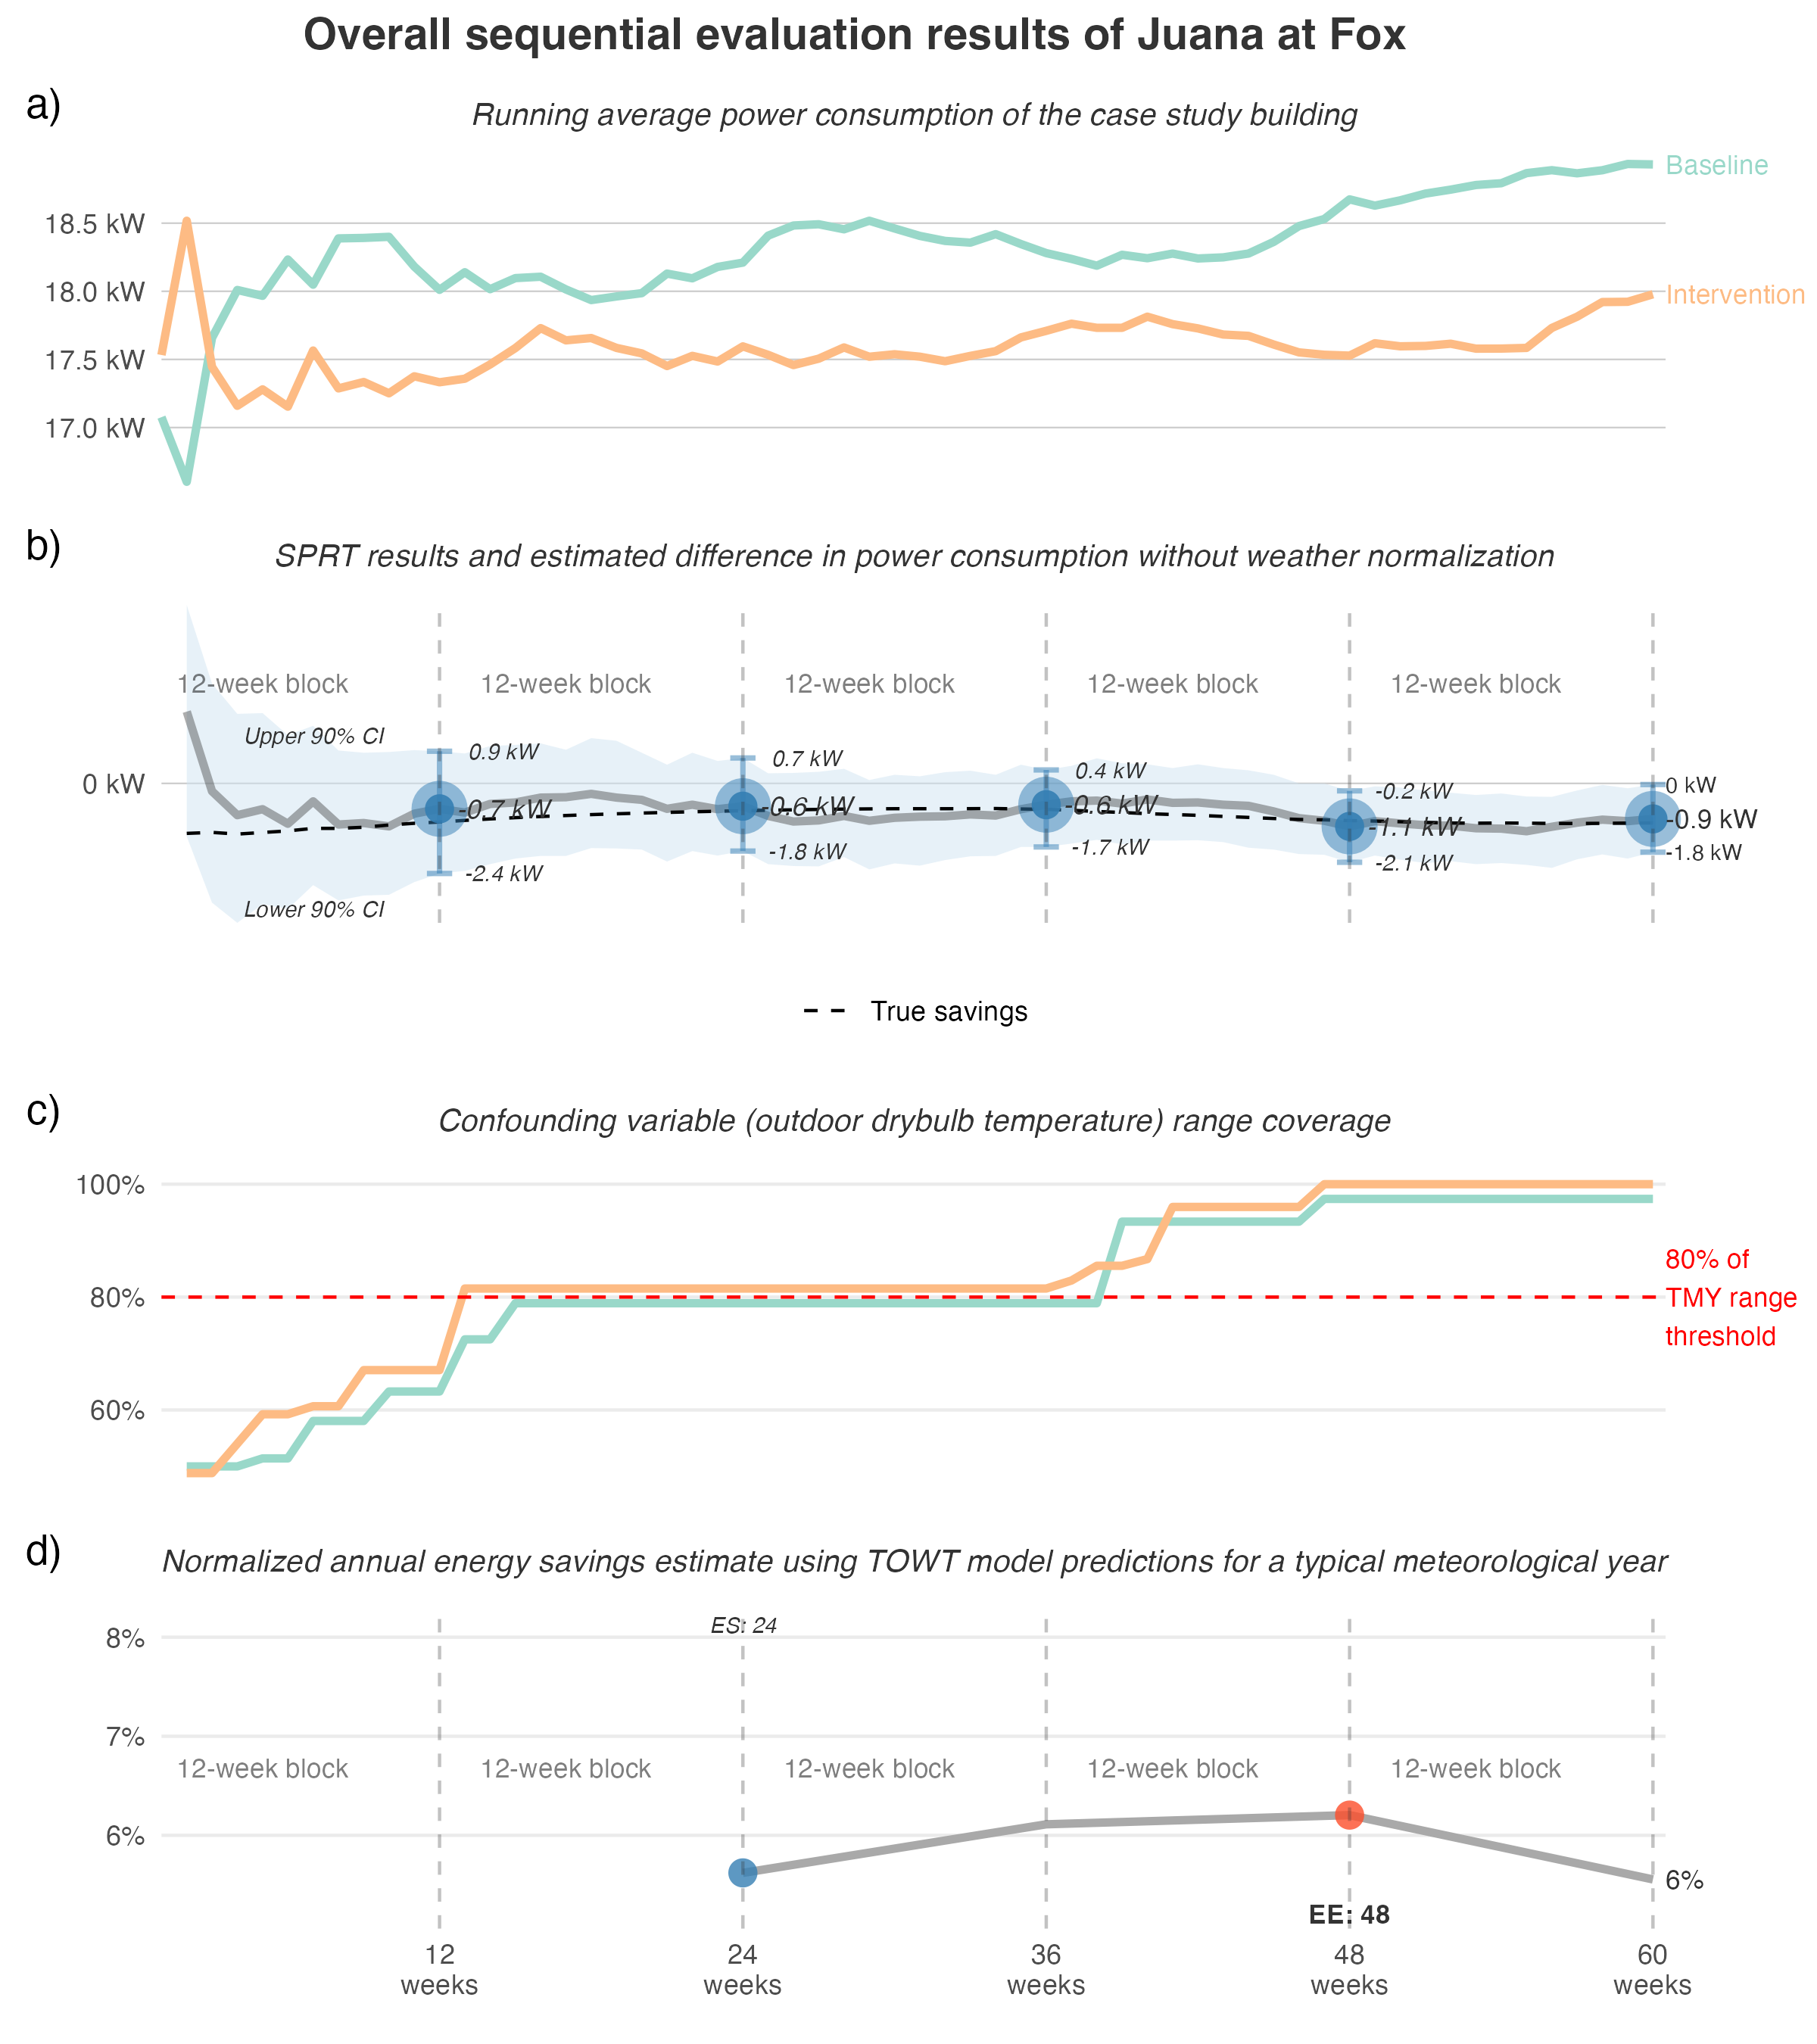 Overall sequential evaluation results of Juana at Fox
a)
Running average power consumption of the case study building
Baseline
18.5 kW
18.0 kW
Intervention
17.5 kW
17.0 kW
b)
SPRT results and estimated difference in power consumption without weather normalization
12-week block
12-week block
12-week block
12-week block
12-week block
Upper 90% CI
0.9 kW
0.7 kW
0.4 kW
-0.2 kW
0 kW
0 kW
-0.7 kW
-0.6 kW
-0.6 kW
-1.1 kW
-0.9 kW
-2.4 kW
-1.8 kW
-1.7 kW
-2.1 kW
-1.8 kW
Lower 90% CI
True savings
c)
Confounding variable (outdoor drybulb temperature) range coverage
100%
80%
60%
80% of
TMY range
threshold
d)
Normalized annual energy savings estimate using TOWT model predictions for a typical meteorological year
ES: 24
8%
7%
12-week block
12-week block
12-week block
12-week block
12-week block
6%
6%
EE: 48
12
weeks
24
weeks
36
weeks
48
weeks
60
weeks